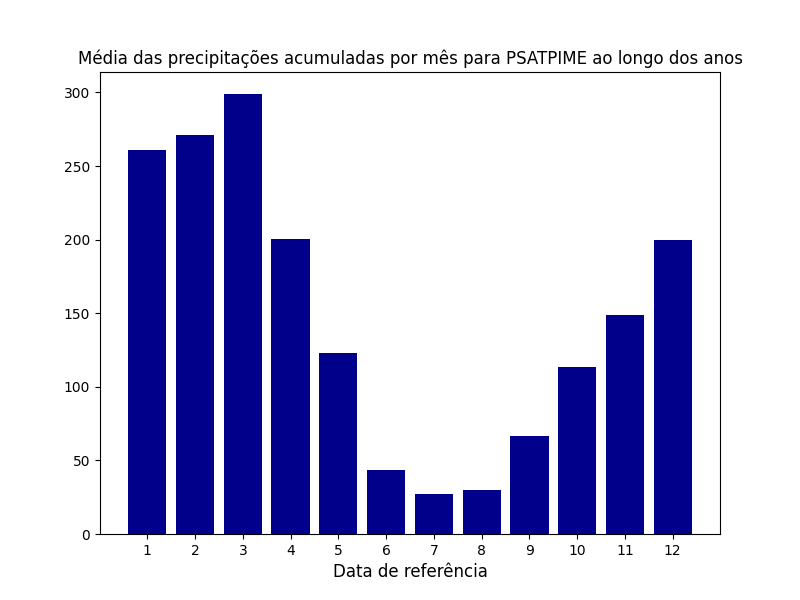 Média das precipitações acumuladas por mês para PSATPIME ao longo dos anos
300
250
200
150
100
50
0
1 2 3 4 5 6 7 8 9 10 11 12
Data de referência